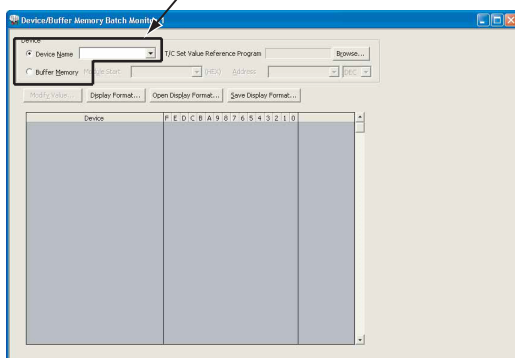 Device/Buffer Memory Batch Monitor
Device
Device Name
T/C Set Value Reference Program
Browse...
Buffer Memory
Module Start
(HEX)
Address
DEC
Modify Value...
Display Format...
Open Display Format...
Save Display Format...
Device
F E D C B A 9 8 7 6 5 4 3 2 1 0